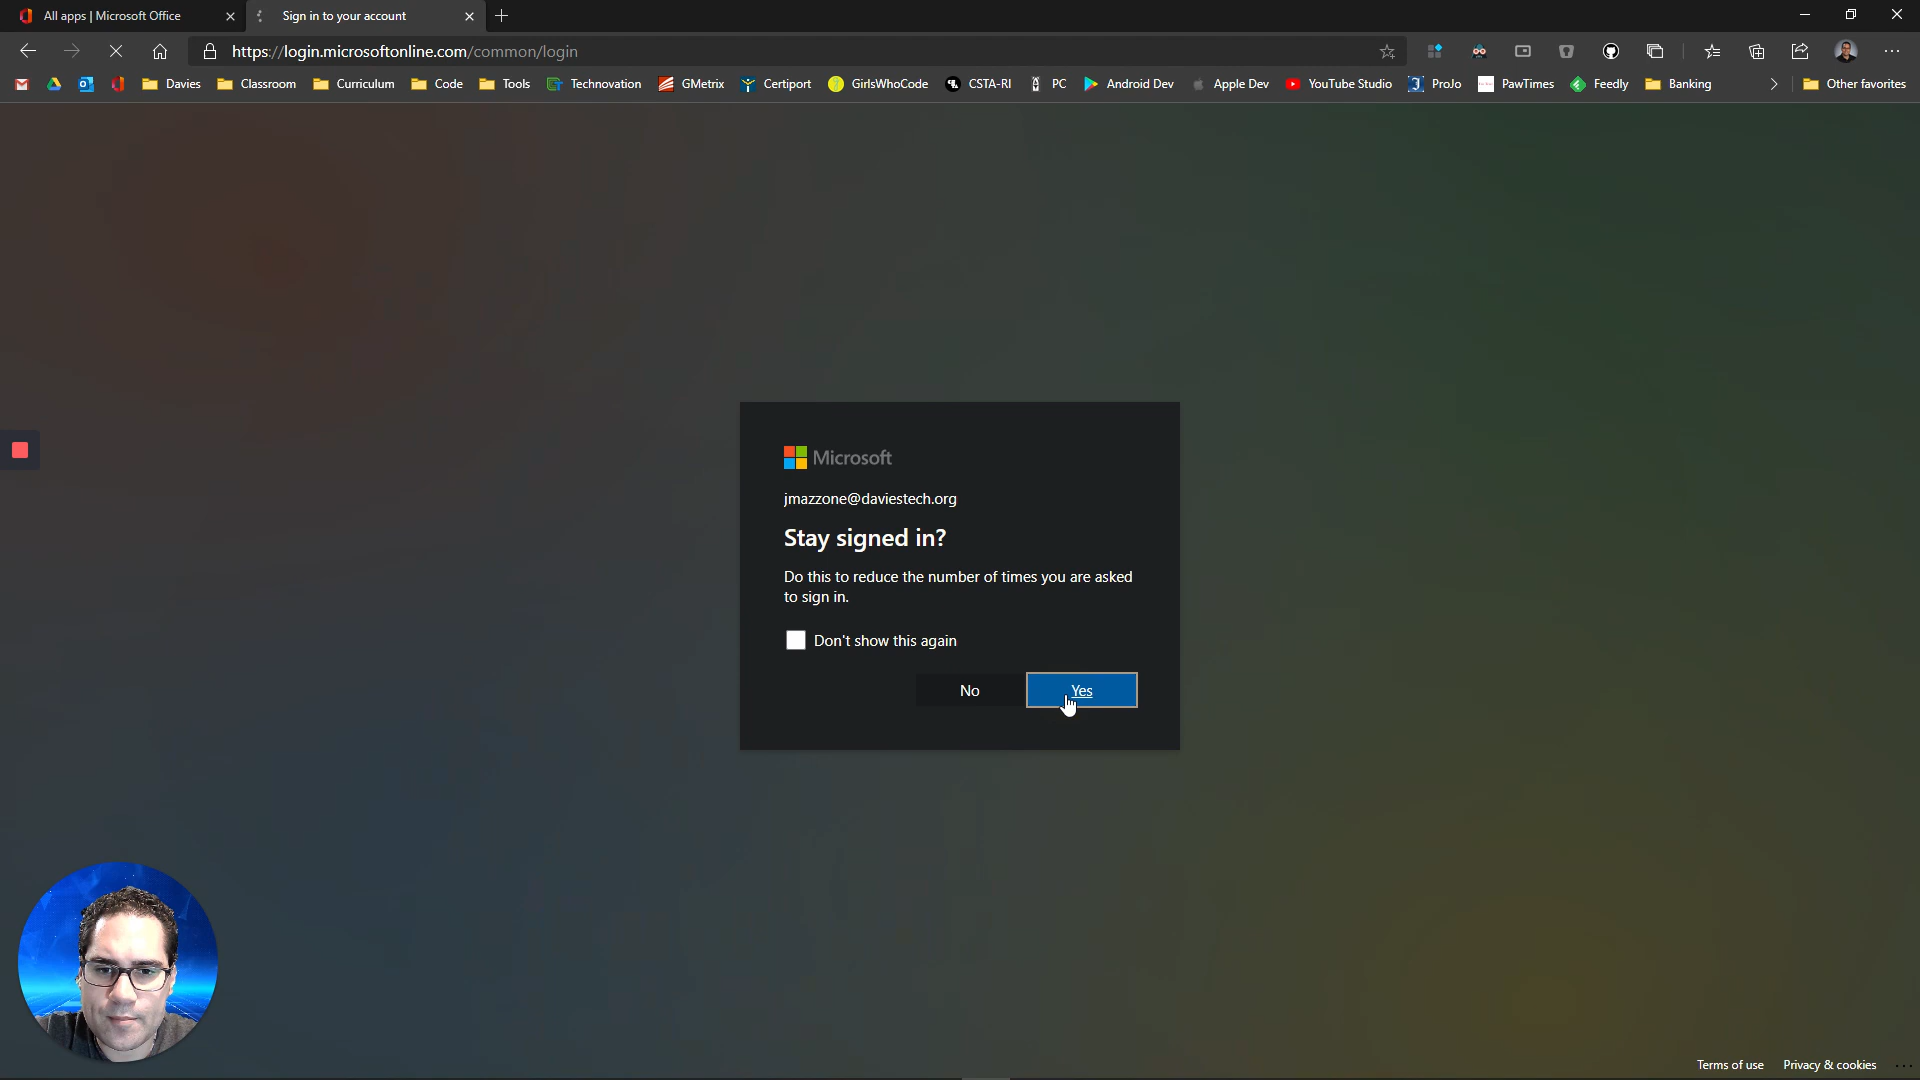 All apps | Microsoft Office
Sign in to your account
https://login.microsoftonline.com/common/login
Davies
Classroom
Curriculum
Code
Tools
Technovation
GMetrix
Certiport
GirlsWhoCode
CSTA-RI
PC
Android Dev
Apple Dev
YouTube Studio
ProJo
PawTimes
Feedly
Banking
Other favorites
Microsoft
jmazzone@daviestech.org
Stay signed in?
Do this to reduce the number of times you are asked
to sign in.
Don't show this again
No
Yes
Terms of use
Privacy & cookies